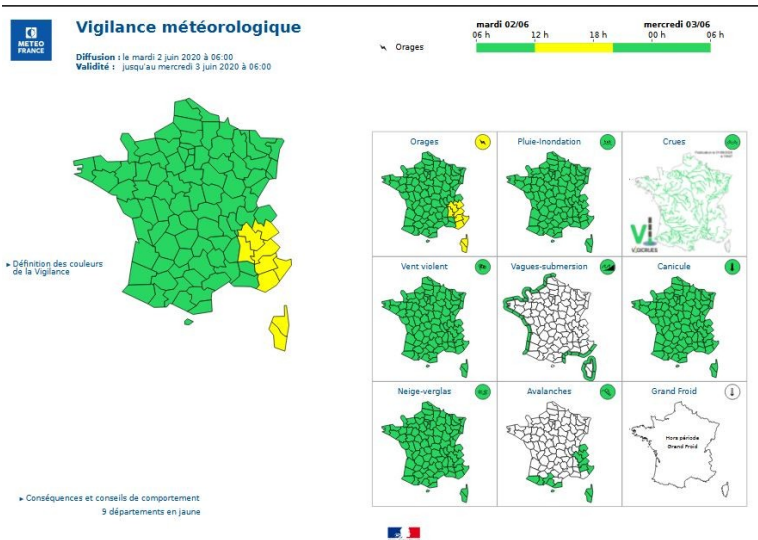 METEO
FRANCE
Vigilance météorologique
Diffusion : le mardi 2 juin 2020 à 06:00
Validité : jusqu'au mercredi 3 juin 2020 à 06:00
Définition des couleurs
de la Vigilance
Conséquences et conseils de comportement
9 départements en jaune
mardi 02/06 mercredi 03/06
06 h 12 h 18 h 00 h 06 h
Orages
Orages Pluie-Inondation Crues
VIGICRUES
Vent violent Vagues-submersion Canicule
Neige-verglas Avalanches Grand Froid
Hors période
Grand Froid